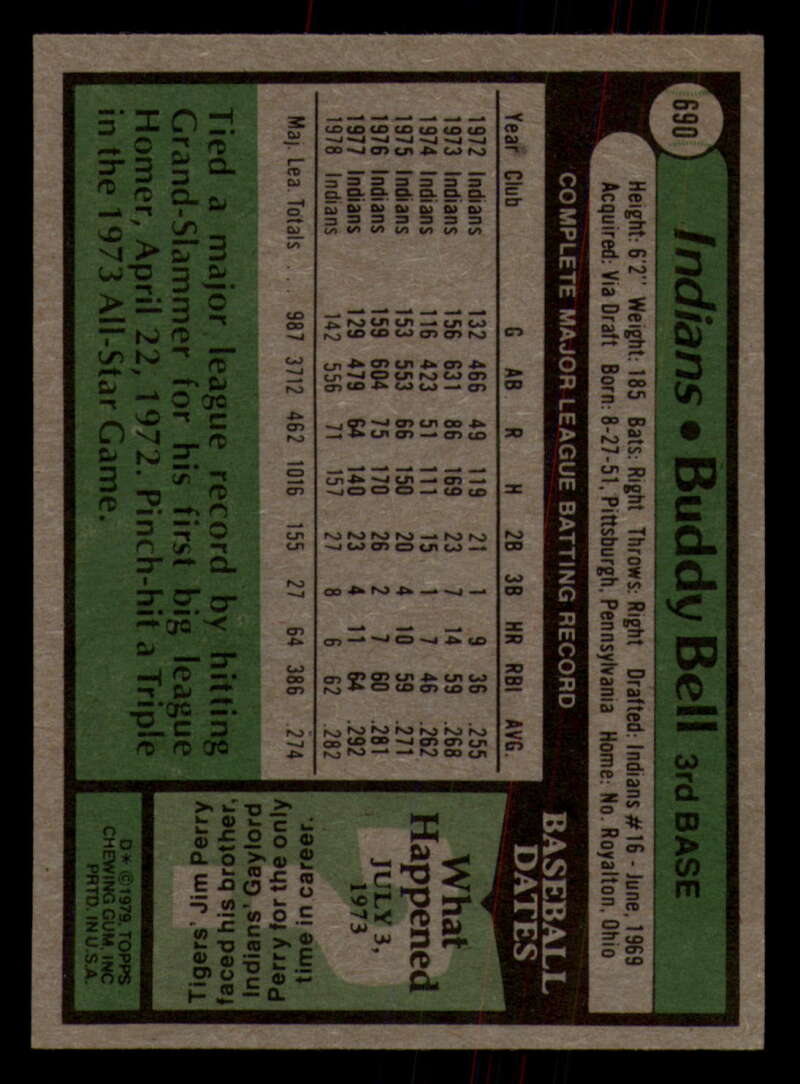 690
Indians • Buddy Bell 3rd BASE
Height: 6'2" Weight: 185 Bats: Right Throws: Right Drafted: Indians #16 - June, 1969
Acquired: Via Draft Born: 8-27-51, Pittsburgh, Pennsylvania Home: No. Royalton, Ohio
COMPLETE MAJOR LEAGUE BATTING RECORD
Year Club G AB R H 2B 3B HR RBI AVG.
1972 Indians 132 466 49 119 21 1 9 36 .255
1973 Indians 156 631 86 169 23 7 14 59 .268
1974 Indians 116 423 51 111 15 1 7 46 .262
1975 Indians 153 553 66 150 20 4 10 59 .271
1976 Indians 159 604 75 170 26 2 7 60 .281
1977 Indians 129 479 64 140 23 4 11 64 .292
1978 Indians 142 556 71 157 27 8 6 62 .282
Maj. Lea. Totals .... 987 3712 462 1016 155 27 64 386 .274
Tied a major league record by hitting
Grand-Slammer for his first big league
Homer, April 22, 1972. Pinch-hit a Triple
in the 1973 All-Star Game.
BASEBALL
DATES
What
Happened
JULY 3,
1973
Tigers' Jim Perry
faced his brother,
Indians' Gaylord
Perry for the only
time in career.
D* © 1979, TOPPS
CHEWING GUM, INC
PRTD. IN U.S.A.